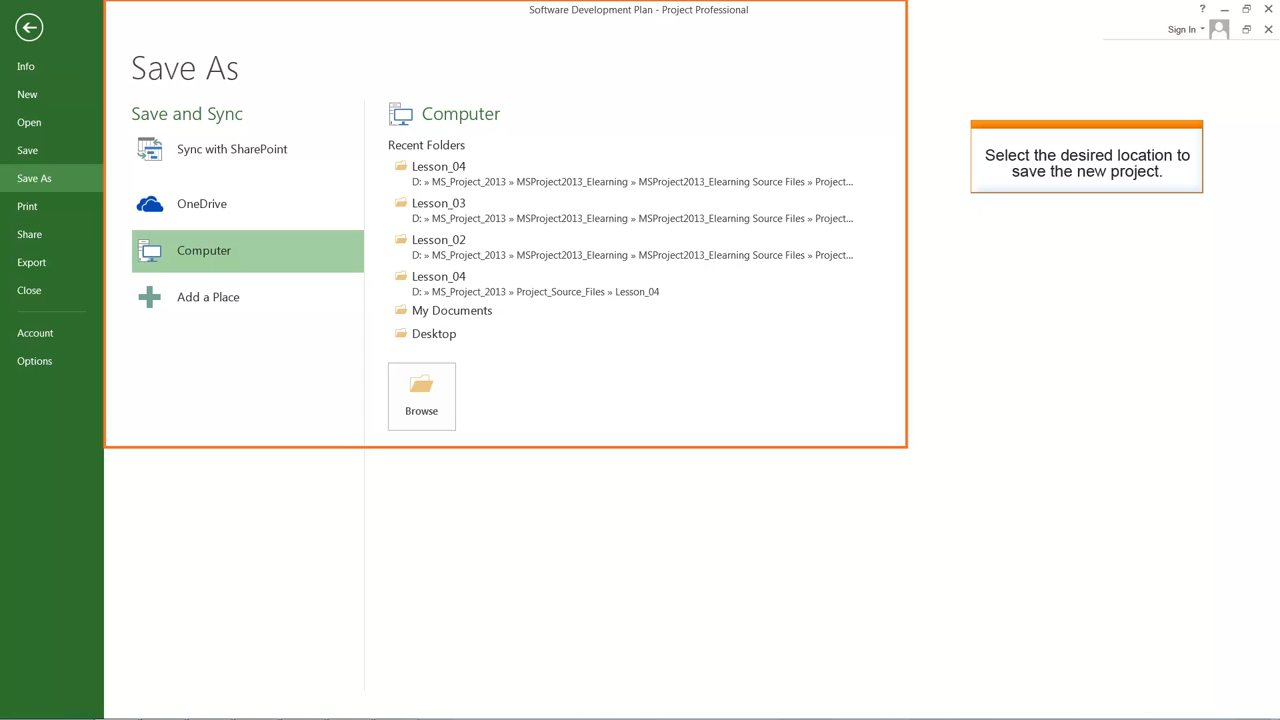 Software Development Plan - Project Professional
?
Sign In
Info
New
Open
Save
Save As
Print
Share
Export
Close
Account
Options
Save As
Save and Sync
Sync with SharePoint
OneDrive
Computer
Add a Place
Computer
Recent Folders
Lesson_04
D: » MS_Project_2013 » MSProject2013_Elearning » MSProject2013_Elearning Source Files » Project...
Lesson_03
D: » MS_Project_2013 » MSProject2013_Elearning » MSProject2013_Elearning Source Files » Project...
Lesson_02
D: » MS_Project_2013 » MSProject2013_Elearning » MSProject2013_Elearning Source Files » Project...
Lesson_04
D: » MS_Project_2013 » Project_Source_Files » Lesson_04
My Documents
Desktop
Browse
Select the desired location to
save the new project.